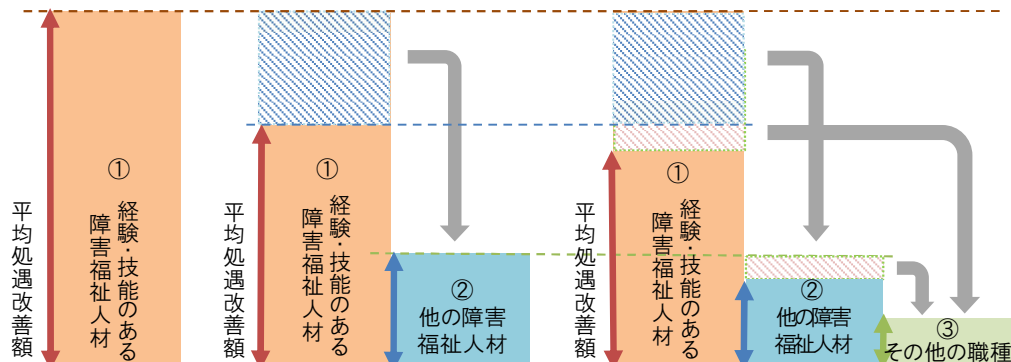 平均処遇改善額
①
経験・技能のある
障害福祉人材
平均処遇改善額
①
経験・技能のある
障害福祉人材
②
他の障害
福祉人材
平均処遇改善額
①
経験・技能のある
障害福祉人材
②
他の障害
福祉人材
③
その他の職種